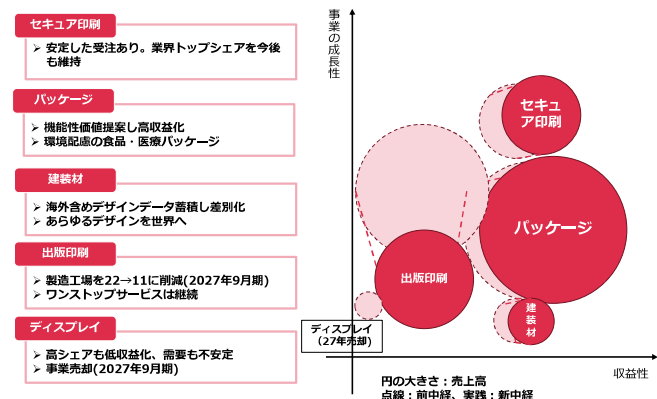 セキュア印刷
➢ 安定した受注あり。業界トップシェアを今後
も維持
パッケージ
➢ 機能性価値提案し高収益化
➢ 環境配慮の食品・医療パッケージ
建装材
➢ 海外含めデザインデータ蓄積し差別化
➢ あらゆるデザインを世界へ
出版印刷
➢ 製造工場を22→11に削減(2027年9月期)
➢ ワンストップサービスは継続
ディスプレイ
➢ 高シェアも低収益化、需要も不安定
➢ 事業売却(2027年9月期)
事業の成長性
セキュ
ア印刷
パッケージ
出版印刷
建装材
ディスプレイ
（27年売却）
収益性
円の大きさ：売上高
点線：前中経、実践：新中経